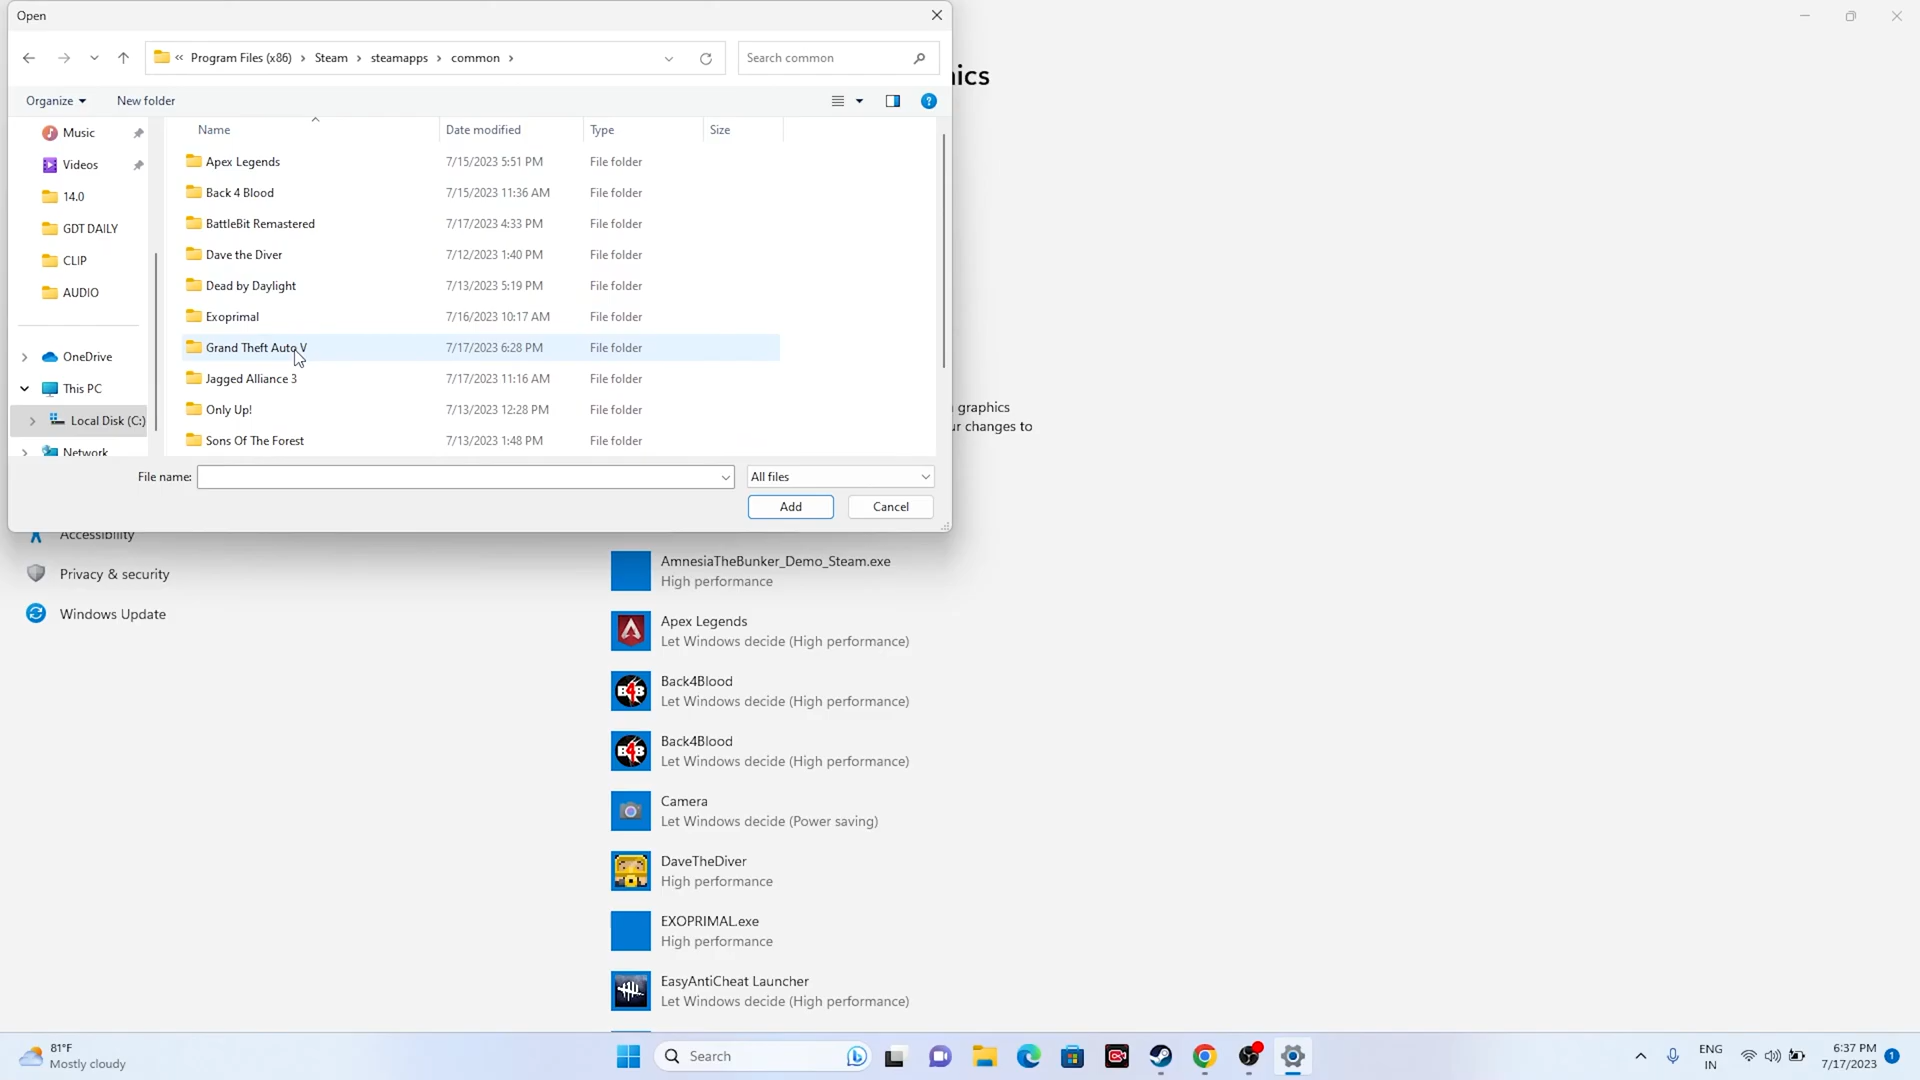 Open
« Program Files (x86) › Steam › steamapps › common ›
Search common
Organize
New folder
Name
Date modified
Type
Size
Music
Videos
14.0
GDT DAILY
CLIP
AUDIO
OneDrive
This PC
Local Disk (C:)
Network
Apex Legends 7/15/2023 5:51 PM File folder
Back 4 Blood 7/15/2023 11:36 AM File folder
BattleBit Remastered 7/17/2023 4:33 PM File folder
Dave the Diver 7/12/2023 1:40 PM File folder
Dead by Daylight 7/13/2023 5:19 PM File folder
Exoprimal 7/16/2023 10:17 AM File folder
Grand Theft Auto V 7/17/2023 6:28 PM File folder
Jagged Alliance 3 7/17/2023 11:16 AM File folder
Only Up! 7/13/2023 12:28 PM File folder
Sons Of The Forest 7/13/2023 1:48 PM File folder
File name:
All files
Add
Cancel
ics
graphics
ur changes to
Accessibility
Privacy & security
Windows Update
AmnesiaTheBunker_Demo_Steam.exe
High performance
Apex Legends
Let Windows decide (High performance)
Back4Blood
Let Windows decide (High performance)
Back4Blood
Let Windows decide (High performance)
Camera
Let Windows decide (Power saving)
DaveTheDiver
High performance
EXOPRIMAL.exe
High performance
EasyAntiCheat Launcher
Let Windows decide (High performance)
B4B
B4B
81°F
Mostly cloudy
Search
ENG
IN
6:37 PM
7/17/2023
1